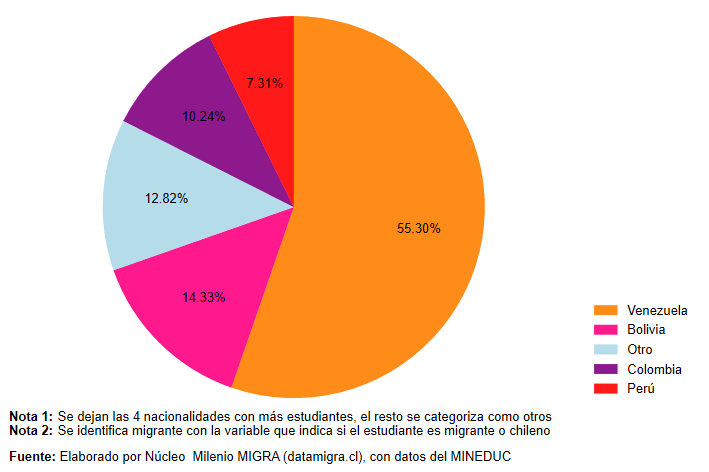 7.31%
10.24%
12.82%
55.30%
14.33%
Venezuela
Bolivia
Otro
Colombia
Perú
Nota 1: Se dejan las 4 nacionalidades con más estudiantes, el resto se categoriza como otros
Nota 2: Se identifica migrante con la variable que indica si el estudiante es migrante o chileno
Fuente: Elaborado por Núcleo  Milenio MIGRA (datamigra.cl), con datos del MINEDUC